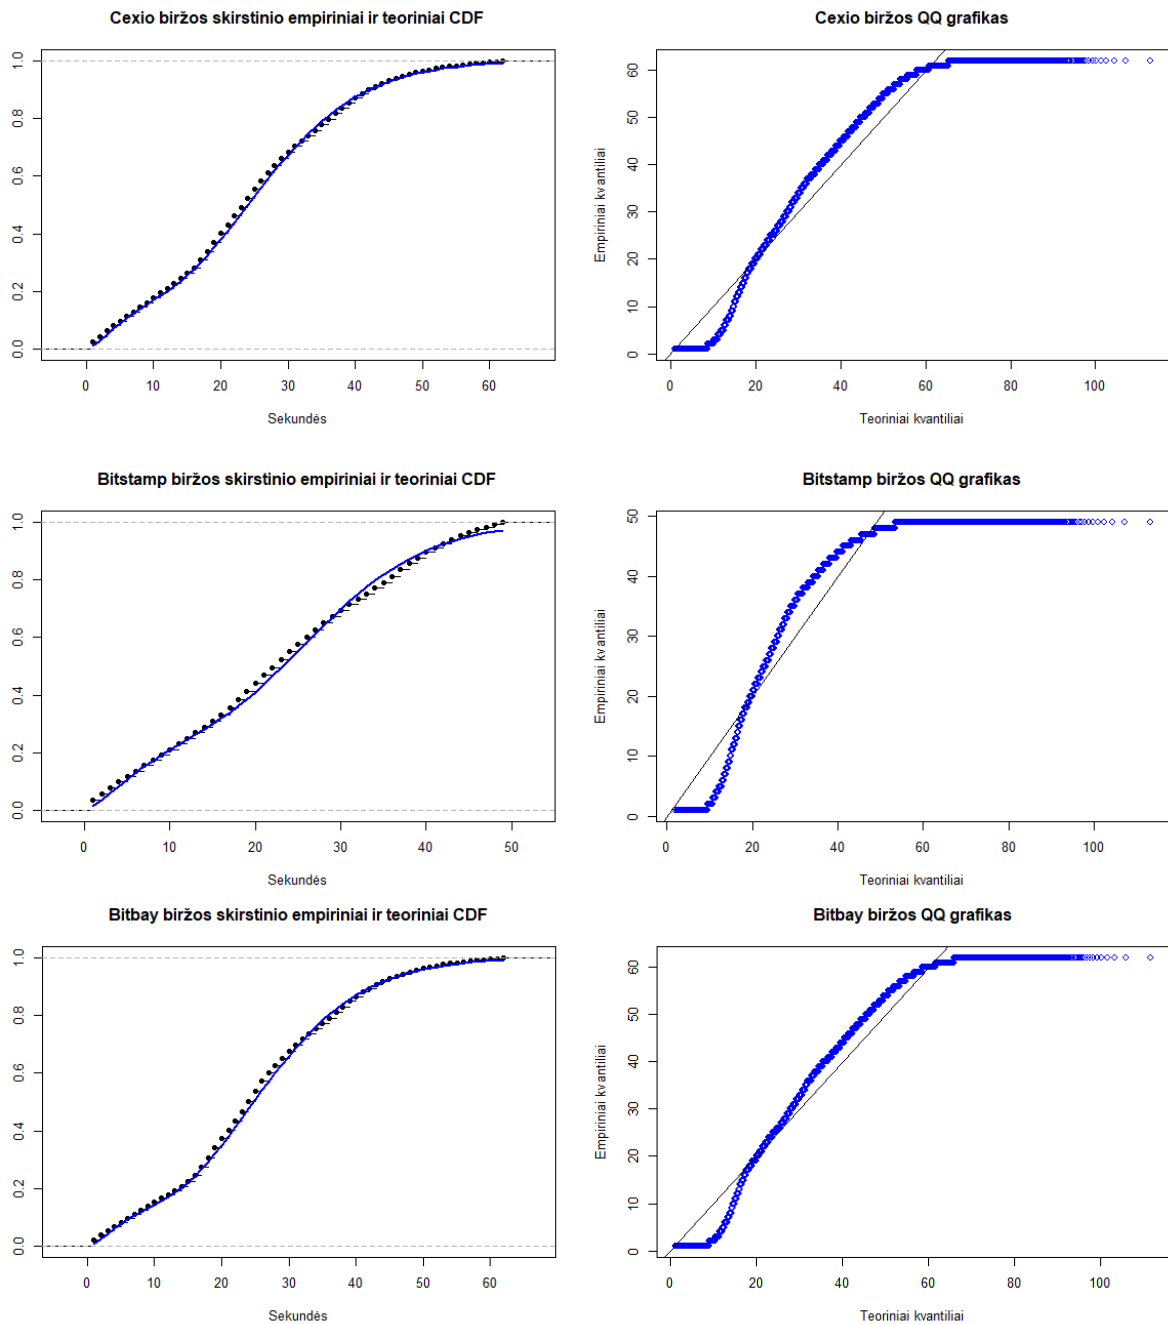 Cexio biržos skirstinio empiriniai ir teoriniai CDF
0.0 0.2 0.4 0.6 0.8 1.0
0 10 20 30 40 50 60
Sekundės
Cexio biržos QQ grafikas
Empiriniai kvantiliai
0 10 20 30 40 50 60
0 20 40 60 80 100
Teoriniai kvantiliai
Bitstamp biržos skirstinio empiriniai ir teoriniai CDF
0.0 0.2 0.4 0.6 0.8 1.0
0 10 20 30 40 50
Sekundės
Bitstamp biržos QQ grafikas
Empiriniai kvantiliai
0 10 20 30 40 50
0 20 40 60 80 100
Teoriniai kvantiliai
Bitbay biržos skirstinio empiriniai ir teoriniai CDF
0.0 0.2 0.4 0.6 0.8 1.0
0 10 20 30 40 50 60
Sekundės
Bitbay biržos QQ grafikas
Empiriniai kvantiliai
0 10 20 30 40 50 60
0 20 40 60 80 100
Teoriniai kvantiliai